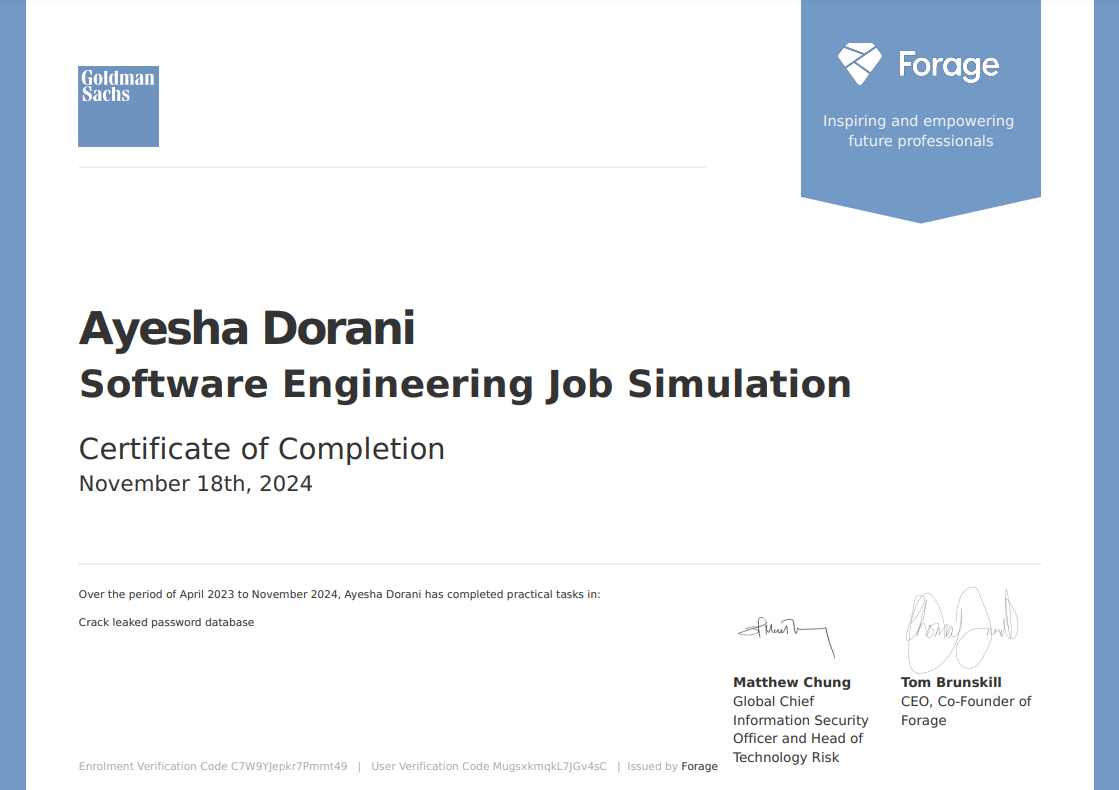 Goldman
Sachs
Forage
Inspiring and empowering
future professionals
Ayesha Dorani
Software Engineering Job Simulation
Certificate of Completion
November 18th, 2024
Over the period of April 2023 to November 2024, Ayesha Dorani has completed practical tasks in:
Crack leaked password database
Matthew Chung
Global Chief
Information Security
Officer and Head of
Technology Risk
Tom Brunskill
CEO, Co-Founder of
Forage
Enrolment Verification Code C7W9YJepkr7Pmmt49 | User Verification Code MugsxkmqkL7JGv4sC | Issued by Forage